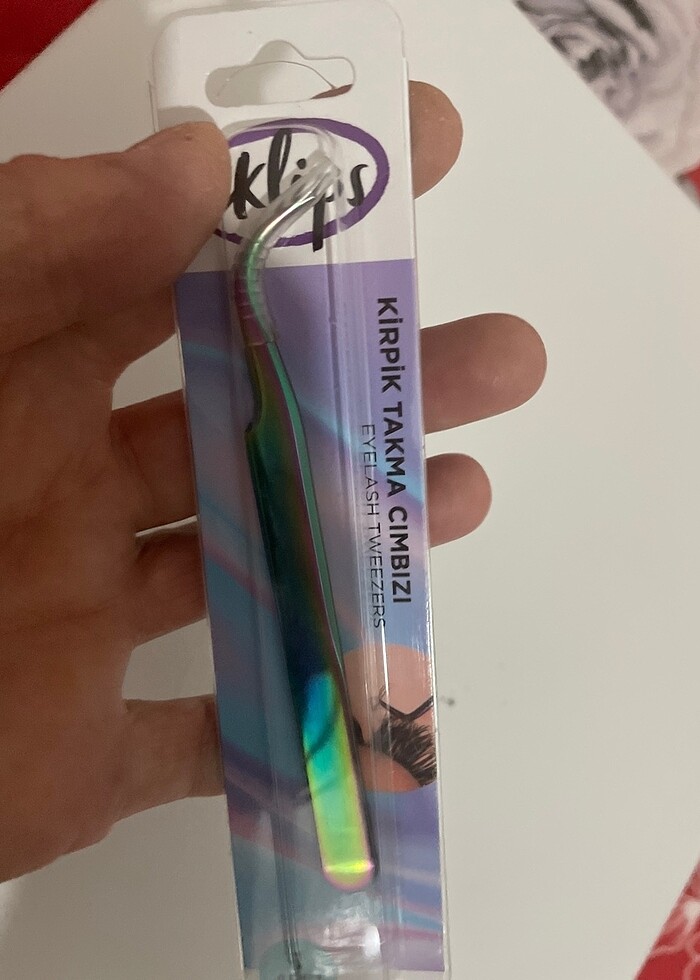 klips
KİRPİK TAKMA CIMBIZI
EYELASH TWEEZERS